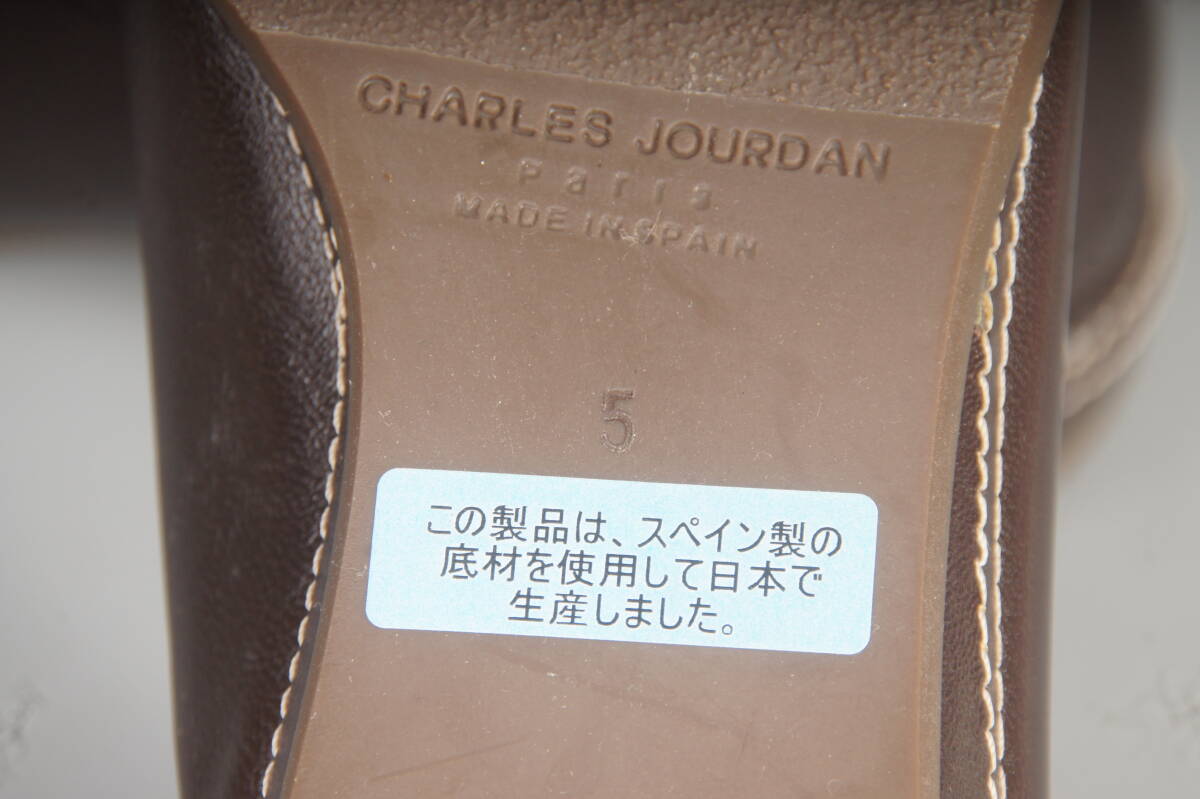 CHARLES JOURDAN
Paris
MADE IN SPAIN
5
この製品は、スペイン製の
底材を使用して日本で
生産しました。